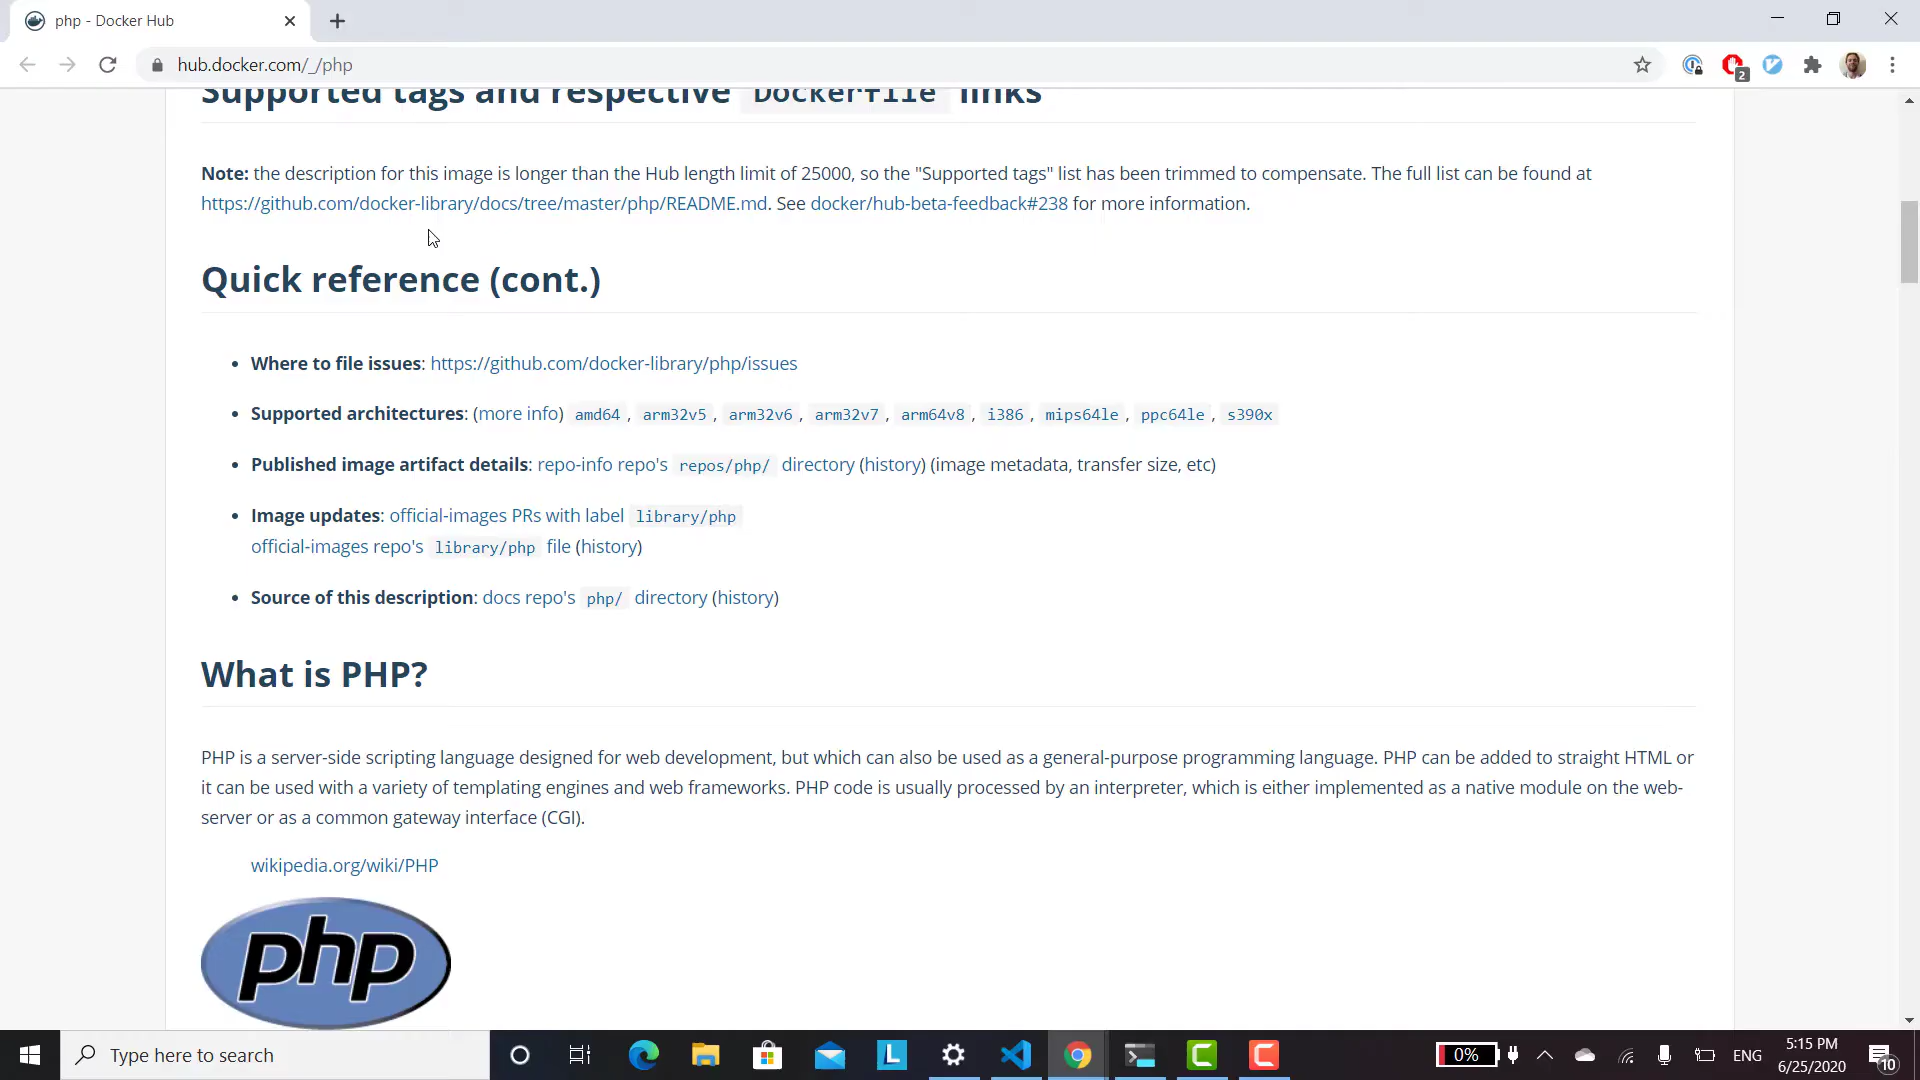 php - Docker Hub
hub.docker.com/_/php
2
Supported tags and respective Dockerfile links
Note: the description for this image is longer than the Hub length limit of 25000, so the "Supported tags" list has been trimmed to compensate. The full list can be found at
https://github.com/docker-library/docs/tree/master/php/README.md. See docker/hub-beta-feedback#238 for more information.
Quick reference (cont.)
• Where to file issues: https://github.com/docker-library/php/issues
• Supported architectures: (more info) amd64 , arm32v5 , arm32v6 , arm32v7 , arm64v8 , i386 , mips64le , ppc64le , s390x
• Published image artifact details: repo-info repo's repos/php/ directory (history) (image metadata, transfer size, etc)
• Image updates: official-images PRs with label library/php
official-images repo's library/php file (history)
• Source of this description: docs repo's php/ directory (history)
What is PHP?
PHP is a server-side scripting language designed for web development, but which can also be used as a general-purpose programming language. PHP can be added to straight HTML or
it can be used with a variety of templating engines and web frameworks. PHP code is usually processed by an interpreter, which is either implemented as a native module on the web-
server or as a common gateway interface (CGI).
wikipedia.org/wiki/PHP
php
Type here to search
L
0%
ENG
5:15 PM
6/25/2020
10